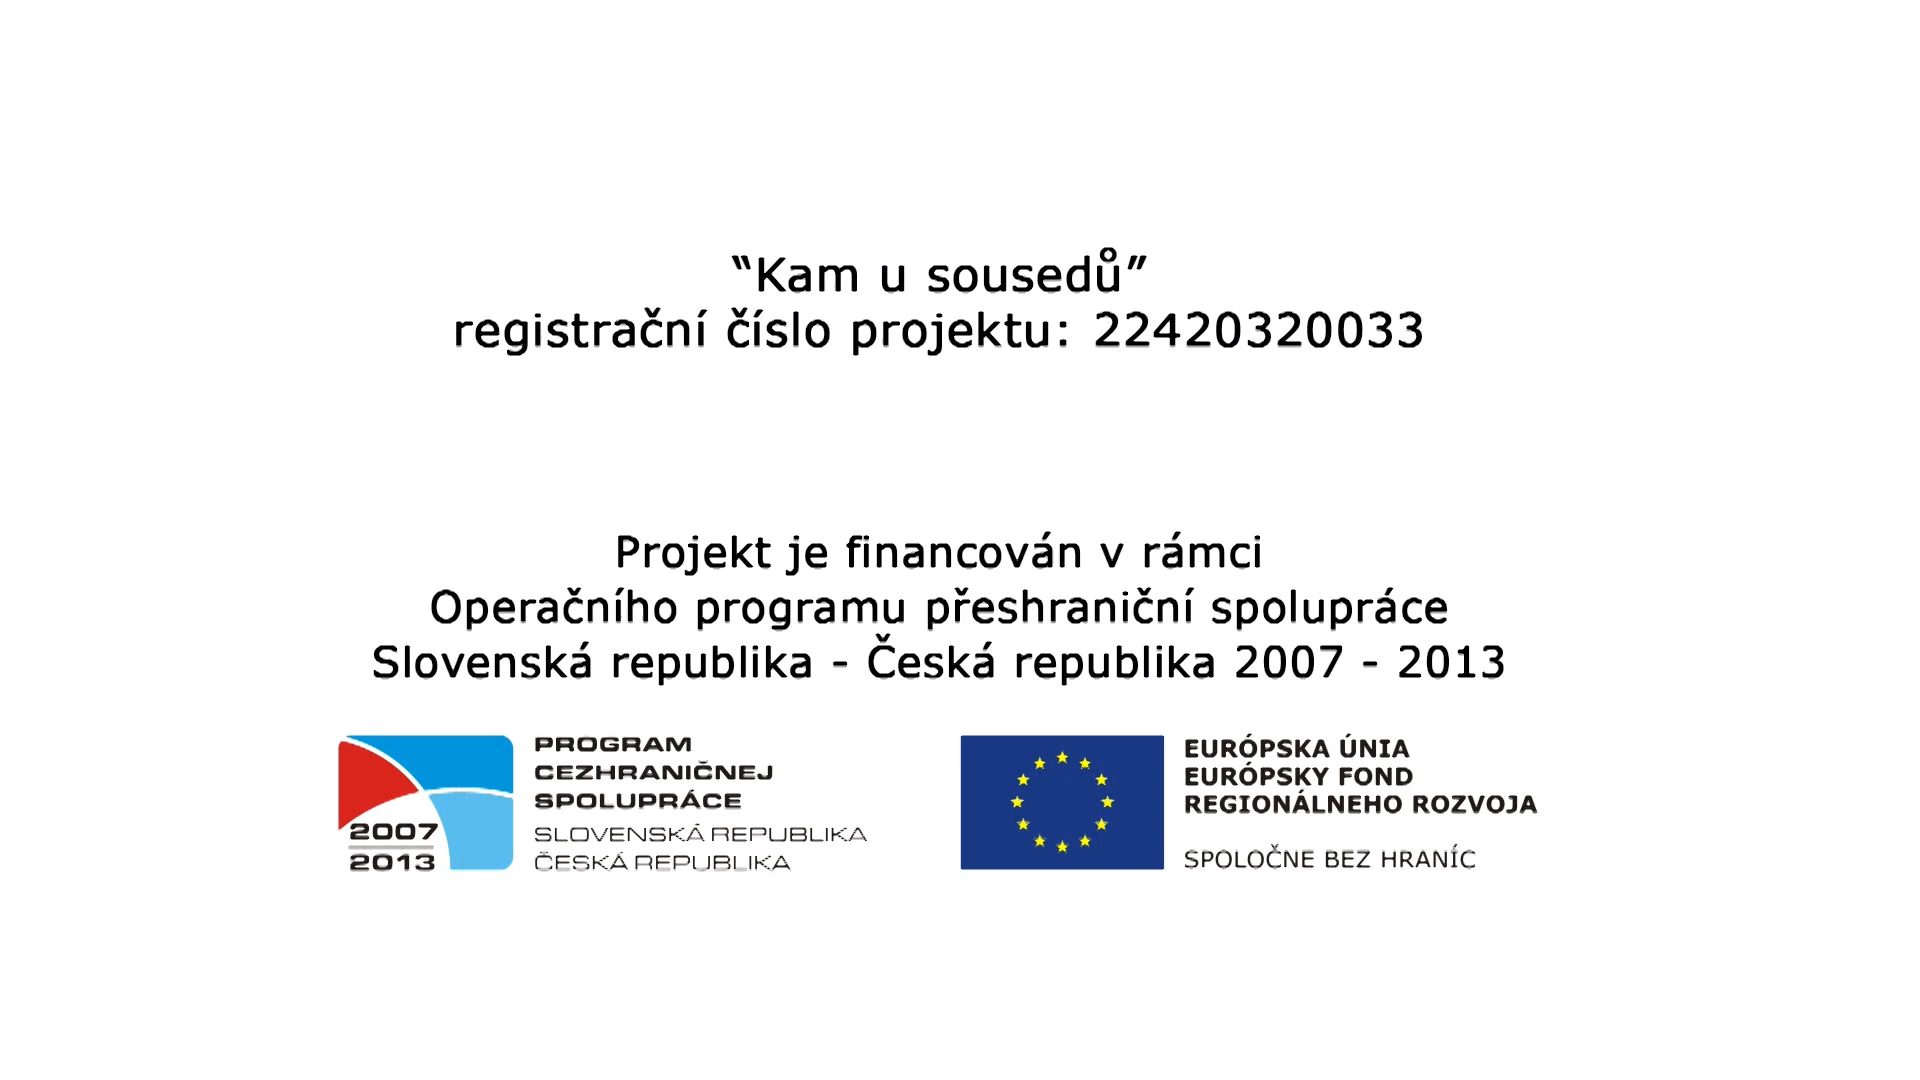 “Kam u sousedů”
registrační číslo projektu: 22420320033
Projekt je financován v rámci
Operačního programu přeshraniční spolupráce
Slovenská republika - Česká republika 2007 - 2013
2007
2013
PROGRAM
CEZHRANIČNEJ
SPOLUPRÁCE
SLOVENSKÁ REPUBLIKA
ČESKÁ REPUBLIKA
EURÓPSKA ÚNIA
EURÓPSKY FOND
REGIONÁLNEHO ROZVOJA
SPOLOČNE BEZ HRANÍC